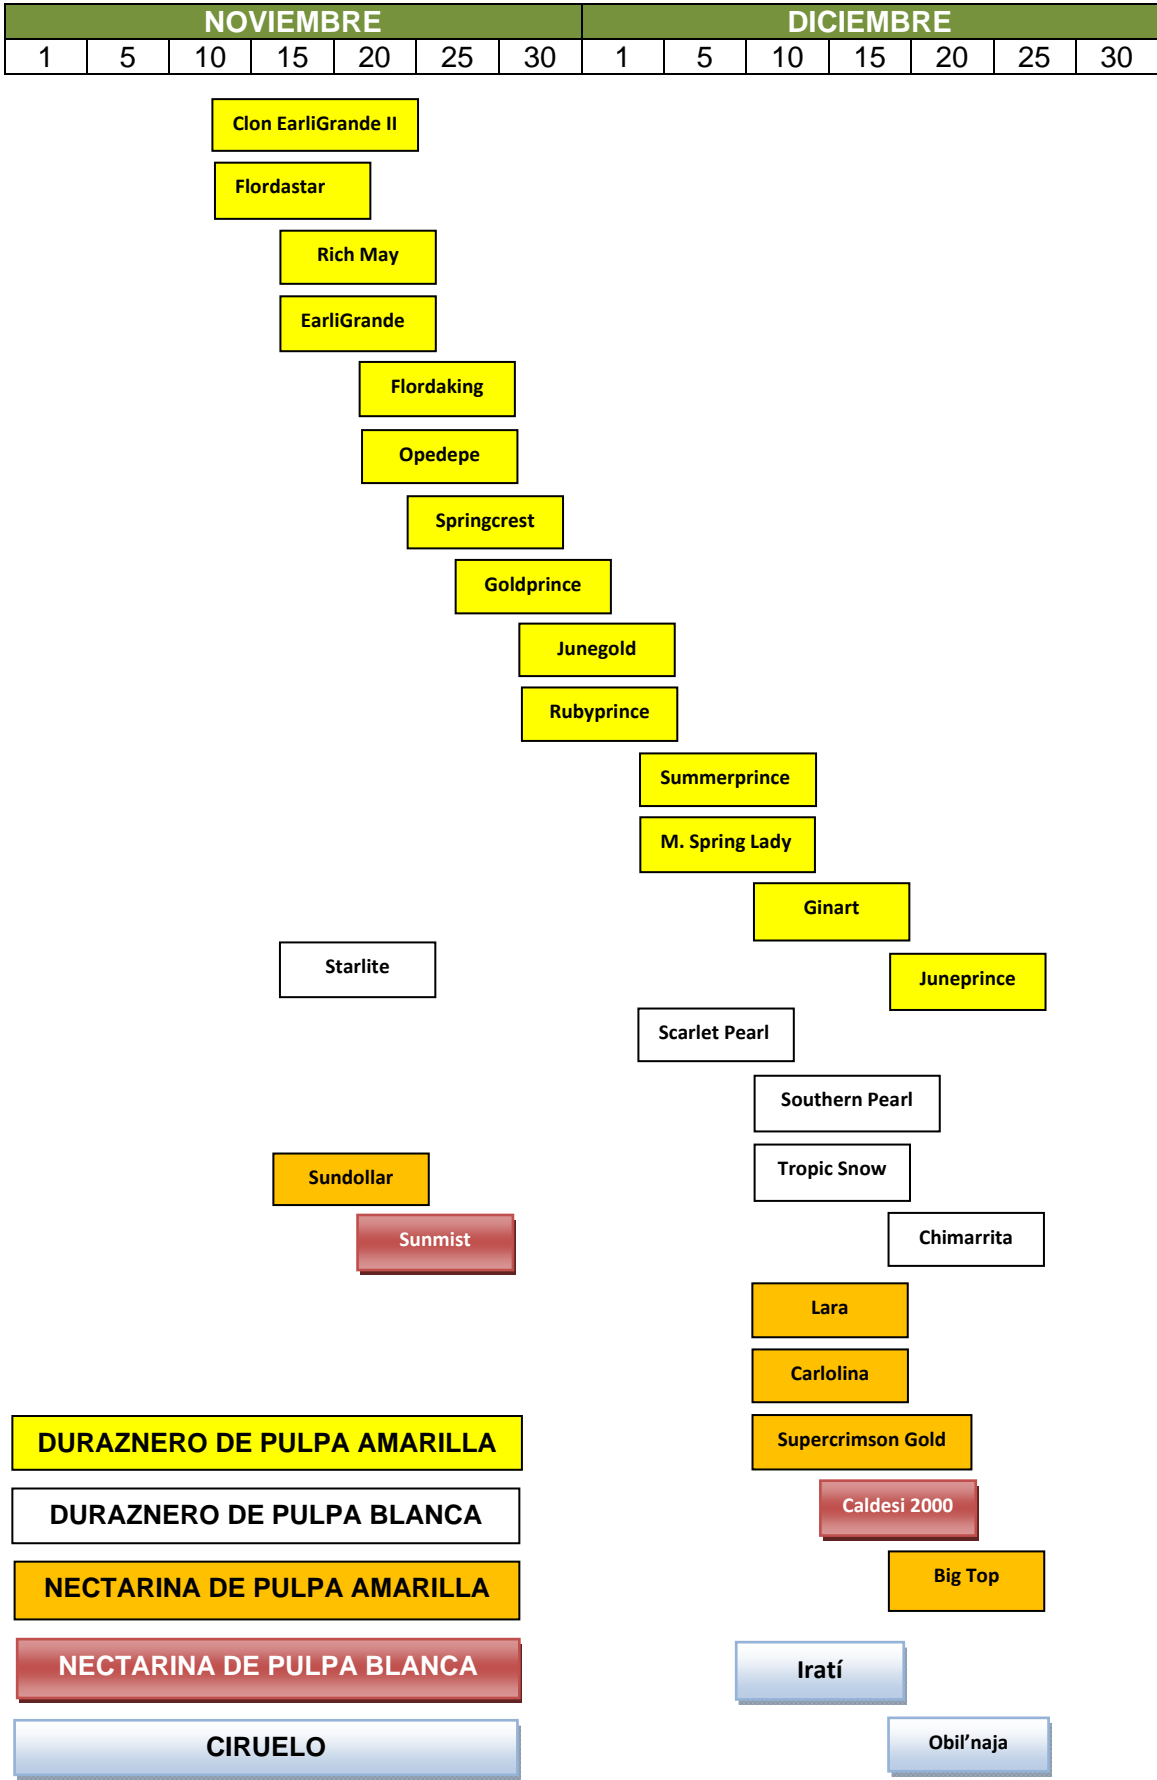 NOVIEMBRE DICIEMBRE
1 5 10 15 20 25 30 1 5 10 15 20 25 30
Clon EarliGrande II
Flordastar
Rich May
EarliGrande
Flordaking
Opedepe
Springcrest
Goldprince
Junegold
Rubyprince
Summerprince
M. Spring Lady
Ginart
Starlite
Juneprince
Scarlet Pearl
Southern Pearl
Sundollar
Tropic Snow
Sunmist
Chimarrita
Lara
Carlolina
DURAZNERO DE PULPA AMARILLA
Supercrimson Gold
DURAZNERO DE PULPA BLANCA
Caldesi 2000
NECTARINA DE PULPA AMARILLA
Big Top
NECTARINA DE PULPA BLANCA
Iratí
CIRUELO
Obil’naja